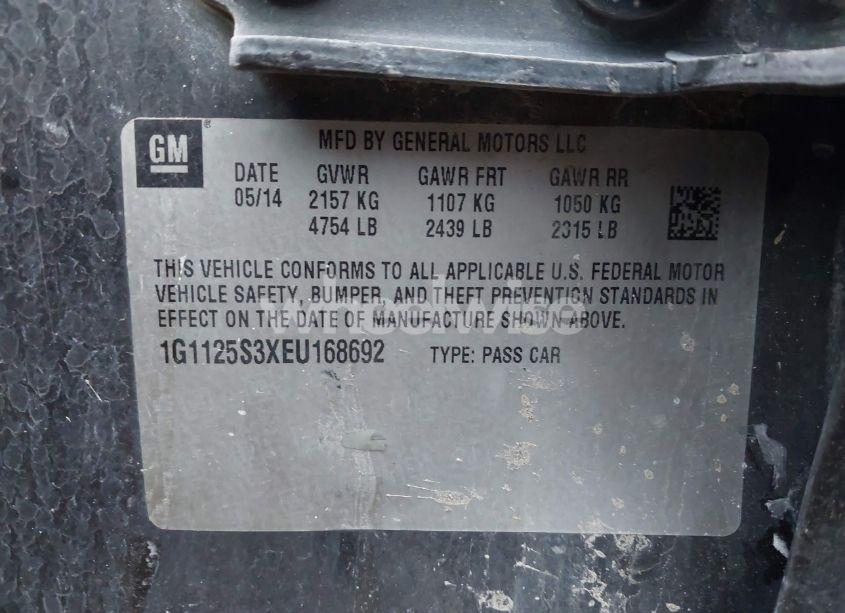 GM
MFD BY GENERAL MOTORS LLC
DATE GVWR GAWR FRT GAWR RR
05/14 2157 KG 1107 KG 1050 KG
4754 LB 2439 LB 2315 LB
THIS VEHICLE CONFORMS TO ALL APPLICABLE U.S. FEDERAL MOTOR
VEHICLE SAFETY, BUMPER, AND THEFT PREVENTION STANDARDS IN
EFFECT ON THE DATE OF MANUFACTURE SHOWN ABOVE.
1G1125S3XEU168692 TYPE: PASS CAR